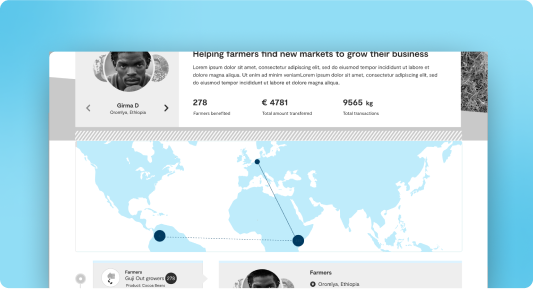 Helping farmers find new markets to grow their business
Lorem ipsum dolor sit amet, consectetur adipiscing elit, sed do eiusmod tempor incididunt ut labore et
dolore magna aliqua. Ut enim ad minim veniamLorem ipsum dolor sit amet, consectetur adipiscing elit, sed
do eiusmod tempor incididunt ut labore et dolore magna aliqua.
Girma D
Oromiya, Ethiopia
278
€ 4781
9565 kg
Farmers benefited
Total amount transferred
Total transactions
Farmers
Guji Out growers 278
Product: Cocoa Beans
Farmers
Oromiya, Ethiopia